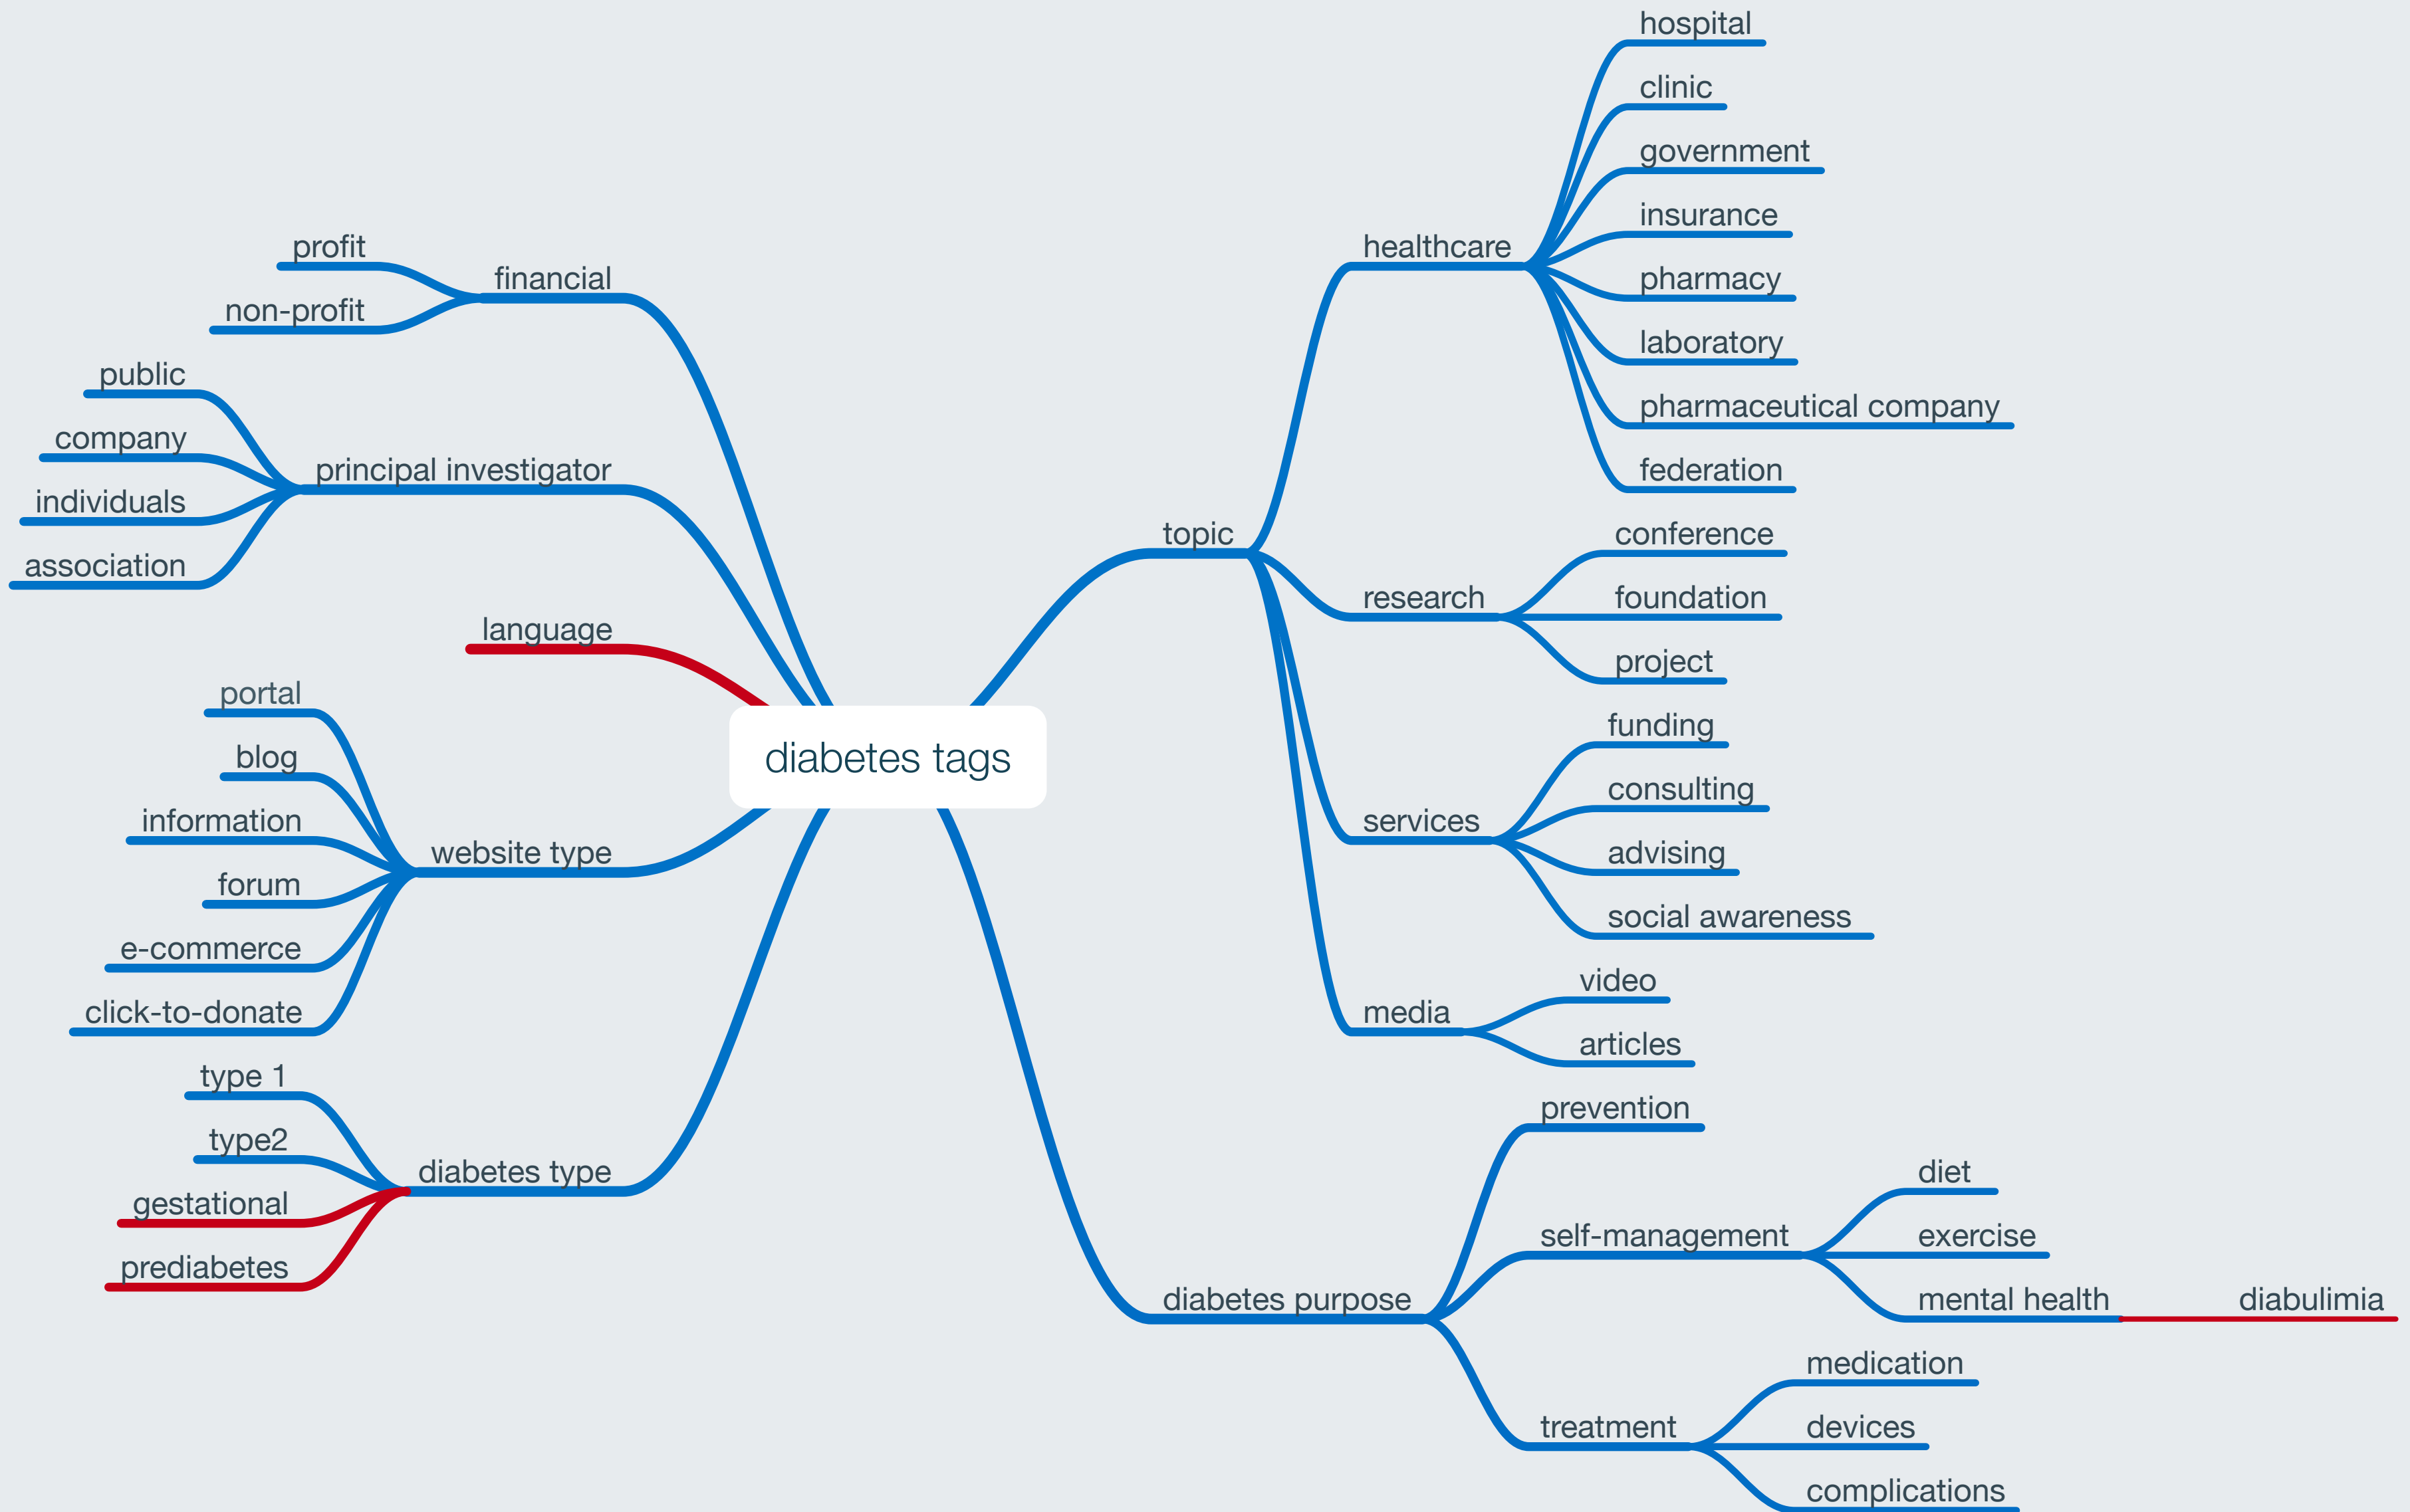 diabetes tags
financial
profit
non-profit
principal investigator
public
company
individuals
association
language
website type
portal
blog
information
forum
e-commerce
click-to-donate
diabetes type
type 1
type2
gestational
prediabetes
topic
healthcare
hospital
clinic
government
insurance
pharmacy
laboratory
pharmaceutical company
federation
research
conference
foundation
project
services
funding
consulting
advising
social awareness
media
video
articles
diabetes purpose
prevention
self-management
diet
exercise
mental health
diabulimia
treatment
medication
devices
complications